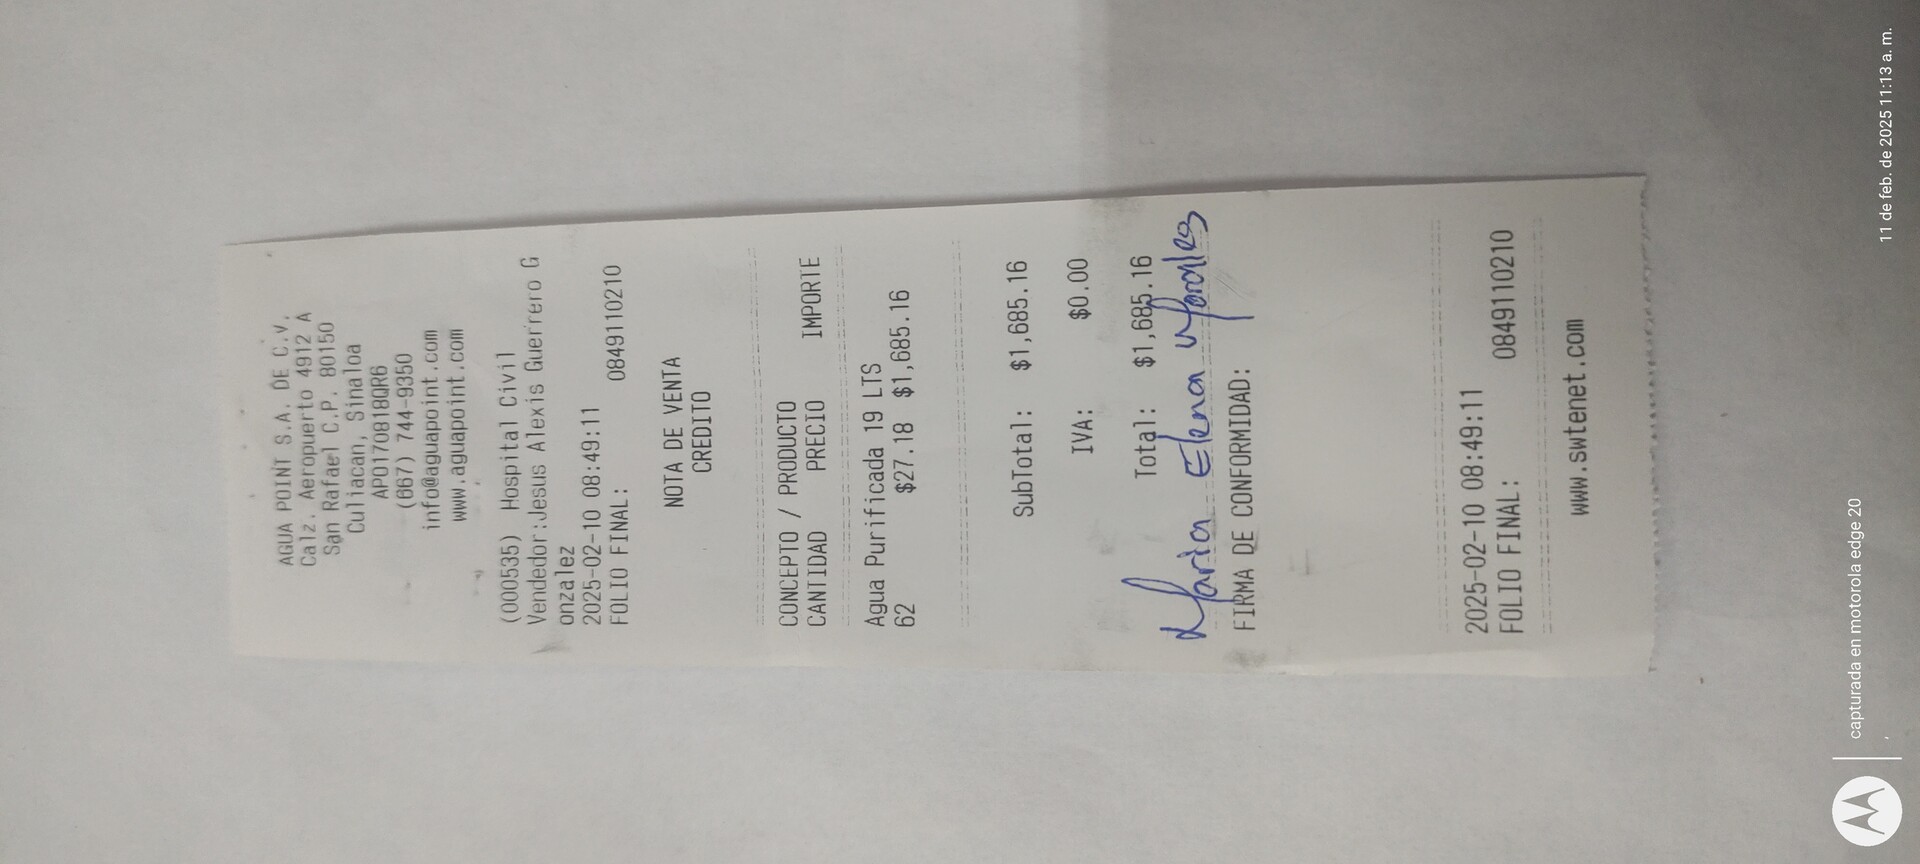 AGUA POINT S.A. DE C.V.
Calz. Aeropuerto 4912 A
San Rafael C.P. 80150
Culiacan, Sinaloa
APO170818QR6
(667) 744-9350
info@aguapoint.com
www.aguapoint.com
(000535) Hospital Civil
Vendedor:Jesus Alexis Guerrero G
onzalez
2025-02-10 08:49:11
FOLIO FINAL: 0849110210
NOTA DE VENTA
CREDITO
CONCEPTO / PRODUCTO
CANTIDAD PRECIO IMPORTE
Agua Purificada 19 LTS
62 $27.18 $1,685.16
SubTotal: $1,685.16
IVA: $0.00
Total: $1,685.16
Maria Elena Morales
FIRMA DE CONFORMIDAD:
2025-02-10 08:49:11
FOLIO FINAL: 0849110210
www.swtenet.com
capturada en motorola edge 20
11 de feb. de 2025 11:13 a. m.